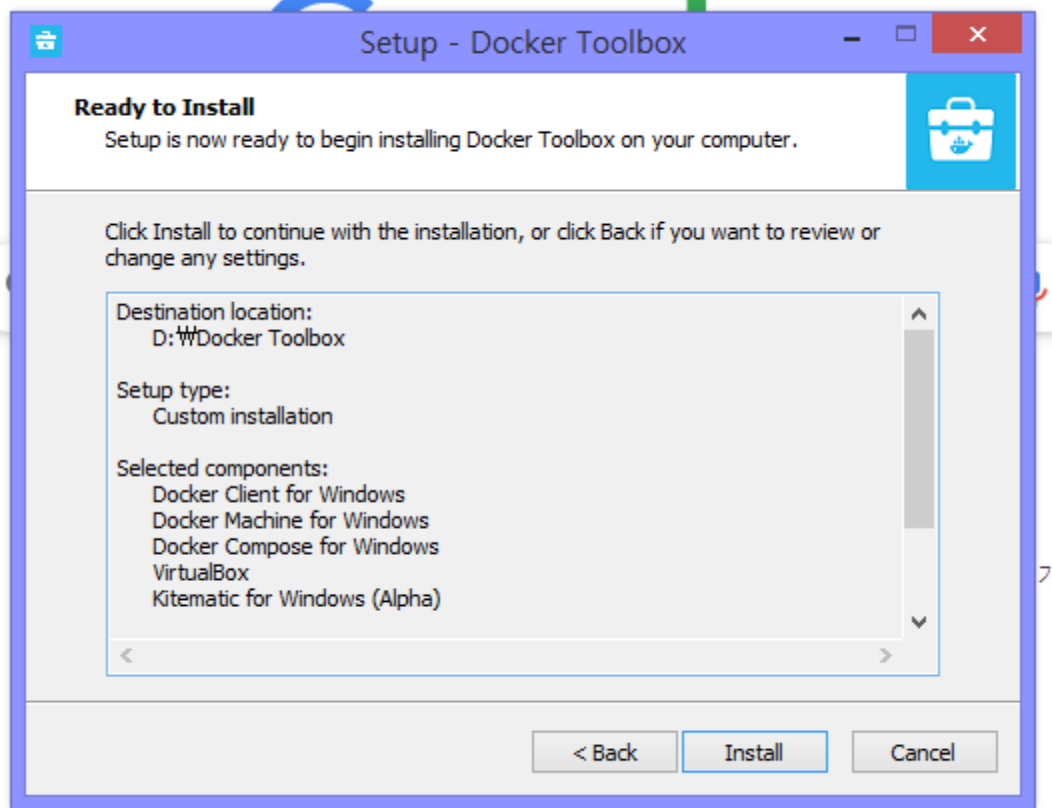 Setup - Docker Toolbox
Ready to Install
Setup is now ready to begin installing Docker Toolbox on your computer.
Click Install to continue with the installation, or click Back if you want to review or
change any settings.
Destination location:
D:₩Docker Toolbox
Setup type:
Custom installation
Selected components:
Docker Client for Windows
Docker Machine for Windows
Docker Compose for Windows
VirtualBox
Kitematic for Windows (Alpha)
< Back
Install
Cancel